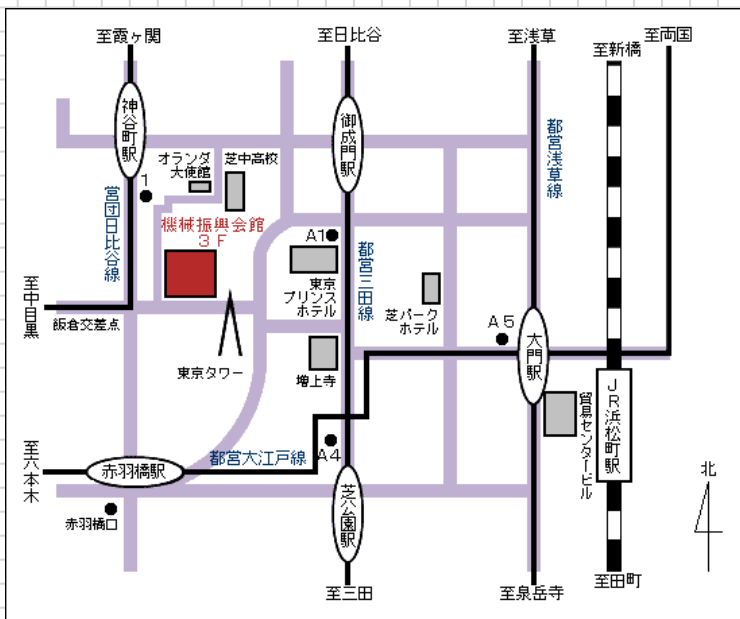 至霞ヶ関
至日比谷
至浅草
至新橋
至両国
神谷町駅
御成門駅
都営浅草線
オランダ
大使館
芝中高校
1
営団日比谷線
機械振興会館
3F
A1
都営三田線
東京
プリンス
ホテル
芝パーク
ホテル
A5
大門駅
至中目黒
飯倉交差点
東京タワー
増上寺
JR浜松町駅
貿易センタービル
至六本木
赤羽橋駅
都営大江戸線
A4
芝公園駅
赤羽橋口
北
至三田
至泉岳寺
至田町